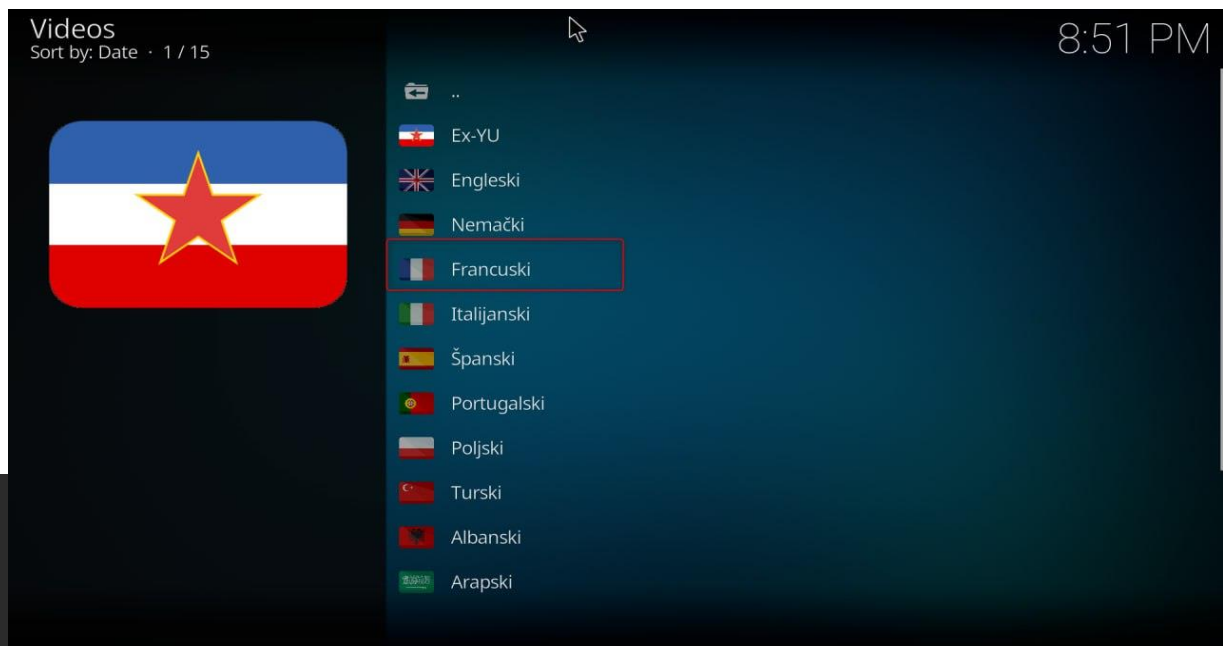 Videos
Sort by: Date · 1 / 15
8:51 PM
..
Ex-YU
Engleski
Nemački
Francuski
Italijanski
Španski
Portugalski
Poljski
Turski
Albanski
Arapski